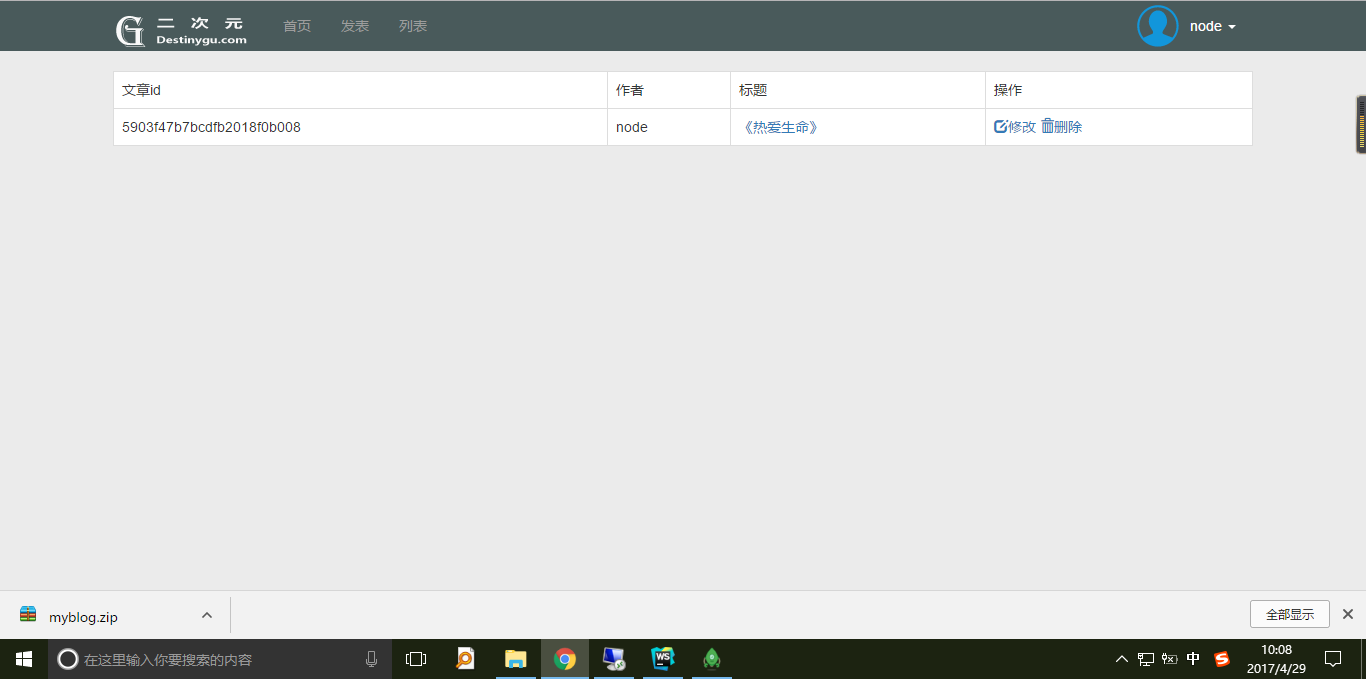 二 次 元
Destinygu.com
首页 发表 列表 node
文章id 作者 标题 操作
5903f47b7bcdfb2018f0b008 node 《热爱生命》 修改 删除
myblog.zip 全部显示
在这里输入你要搜索的内容
WS
中
10:08
2017/4/29